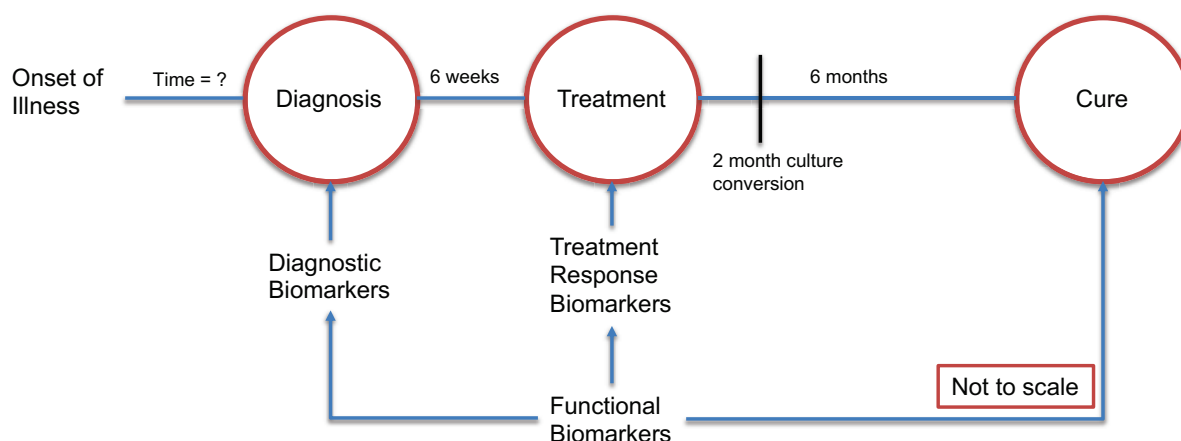 Onset of
Illness
Time = ?
Diagnosis
6 weeks
Treatment
6 months
Cure
2 month culture
conversion
Diagnostic
Biomarkers
Treatment
Response
Biomarkers
Not to scale
Functional
Biomarkers